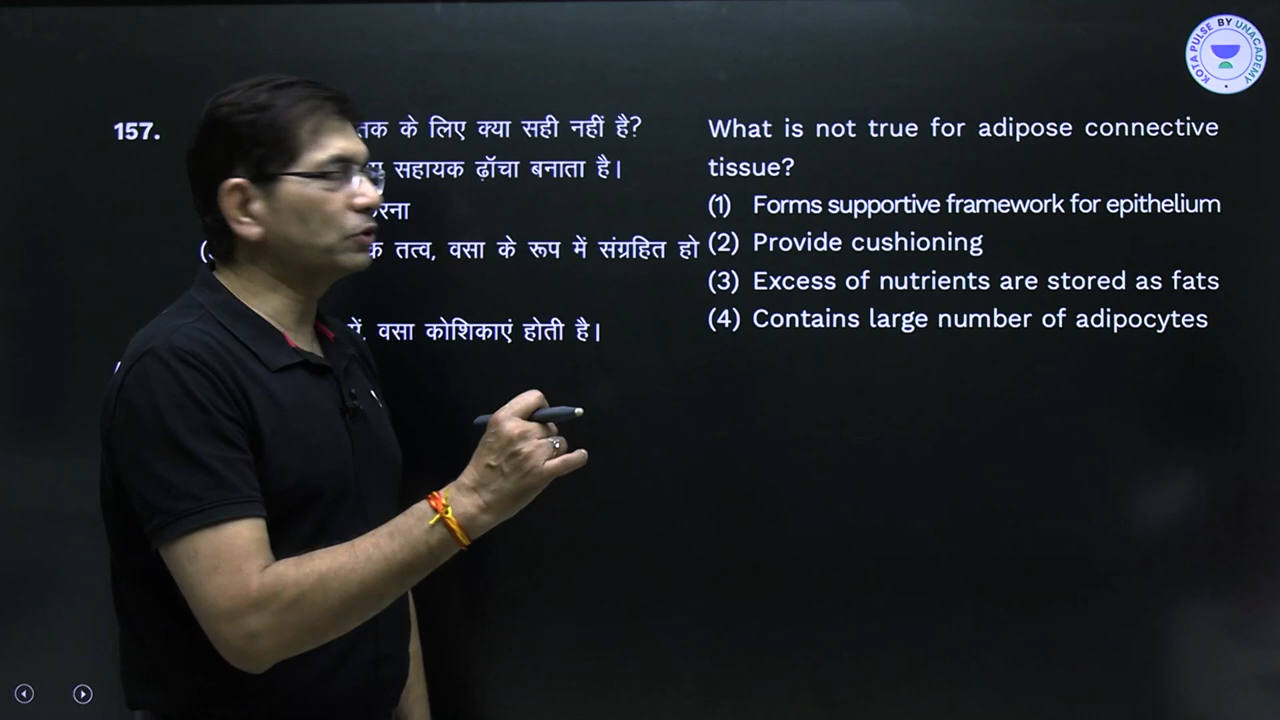 157.
के लिए क्या सही नहीं है?
सहायक ढ़ॉचा बनाता है।
तत्व, वसा के रूप में संग्रहित हो
वसा कोशिकाएं होती है।
What is not true for adipose connective
tissue?
(1) Forms supportive framework for epithelium
(2) Provide cushioning
(3) Excess of nutrients are stored as fats
(4) Contains large number of adipocytes
KOTA PULSE BY UNACADEMY